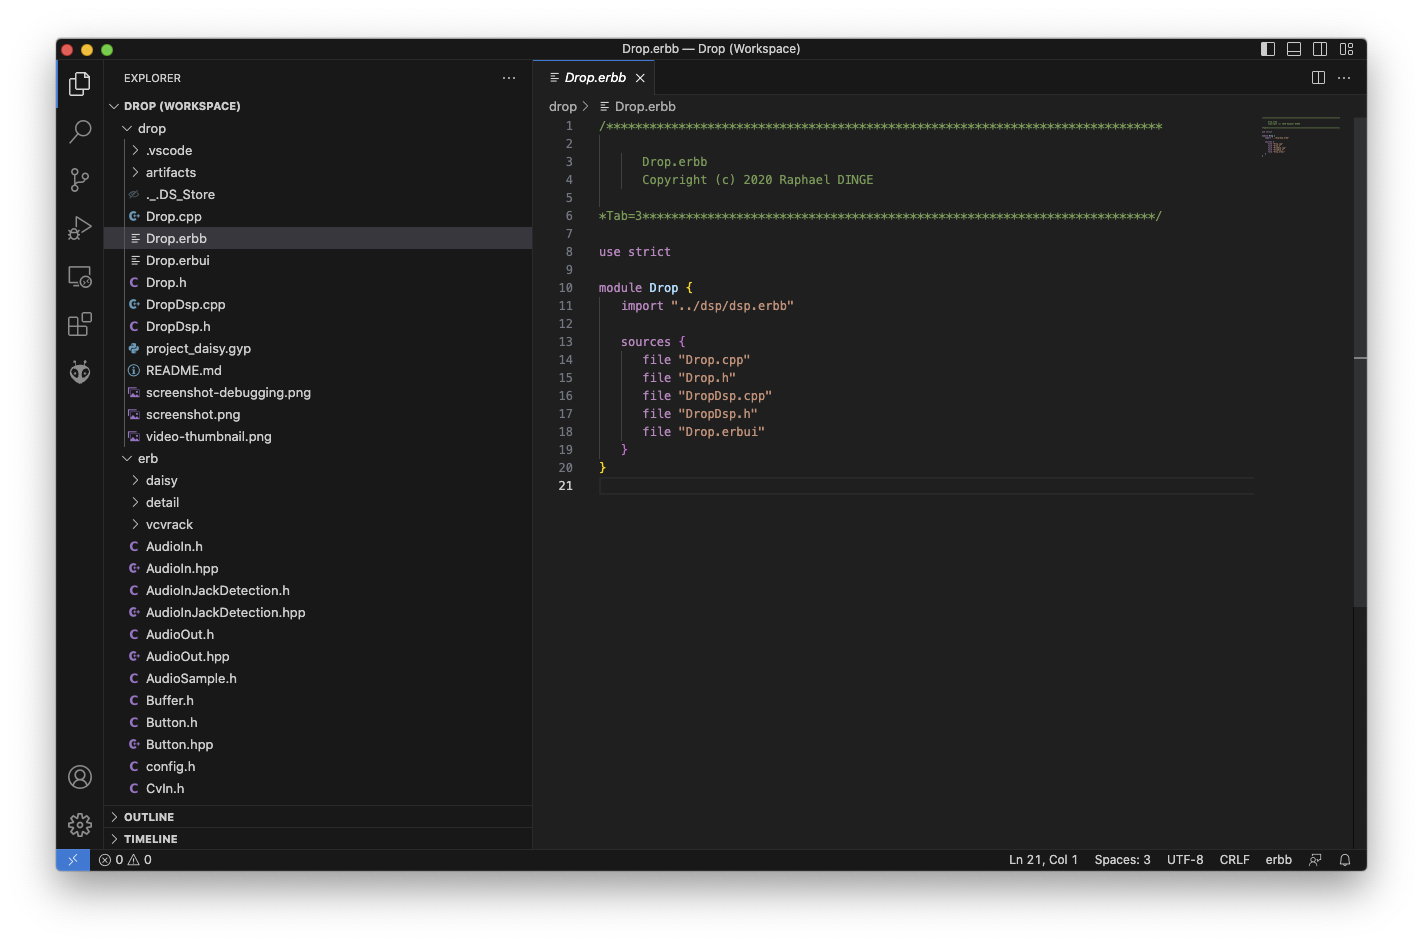 Drop.erbb — Drop (Workspace)
EXPLORER
DROP (WORKSPACE)
drop
.vscode
artifacts
._.DS_Store
Drop.cpp
Drop.erbb
Drop.erbui
Drop.h
DropDsp.cpp
DropDsp.h
project_daisy.gyp
README.md
screenshot-debugging.png
screenshot.png
video-thumbnail.png
erb
daisy
detail
vcvrack
AudioIn.h
AudioIn.hpp
AudioInJackDetection.h
AudioInJackDetection.hpp
AudioOut.h
AudioOut.hpp
AudioSample.h
Buffer.h
Button.h
Button.hpp
config.h
CvIn.h
OUTLINE
TIMELINE
Drop.erbb
drop > Drop.erbb
1 /*****************************************************************************
2
3 Drop.erbb
4 Copyright (c) 2020 Raphael DINGE
5
6 *Tab=3***********************************************************************/
7
8 use strict
9
10 module Drop {
11 import "../dsp/dsp.erbb"
12
13 sources {
14 file "Drop.cpp"
15 file "Drop.h"
16 file "DropDsp.cpp"
17 file "DropDsp.h"
18 file "Drop.erbui"
19 }
20 }
21
0 0 Ln 21, Col 1 Spaces: 3 UTF-8 CRLF erbb